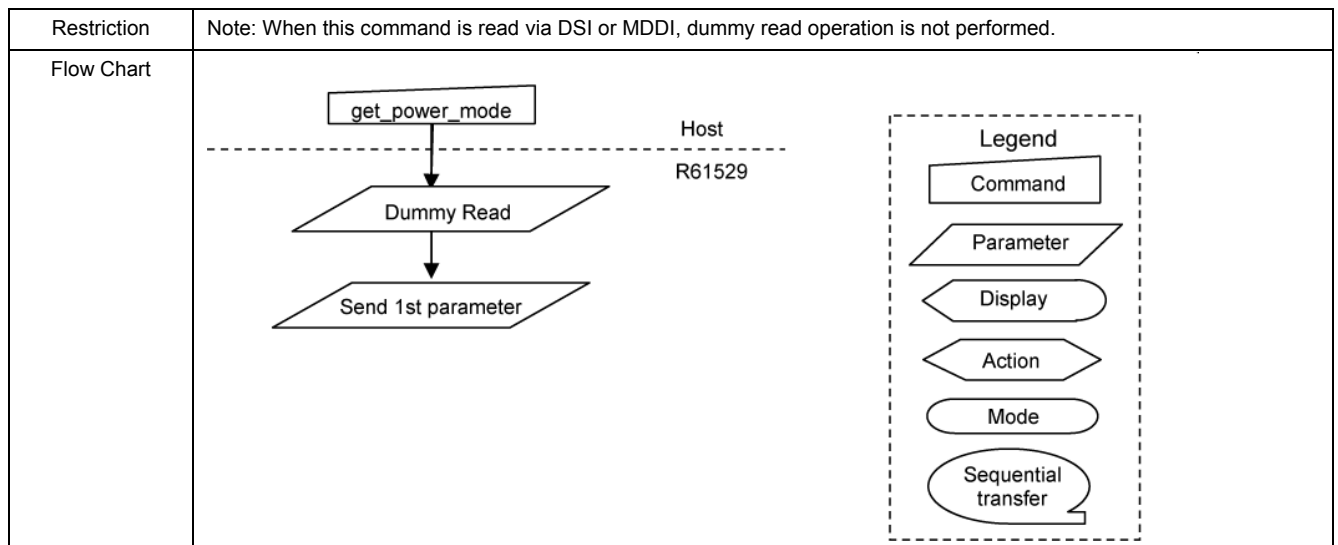 Restriction
Note: When this command is read via DSI or MDDI, dummy read operation is not performed.
Flow Chart
get_power_mode
Host
R61529
Dummy Read
Send 1st parameter
Legend
Command
Parameter
Display
Action
Mode
Sequential
transfer